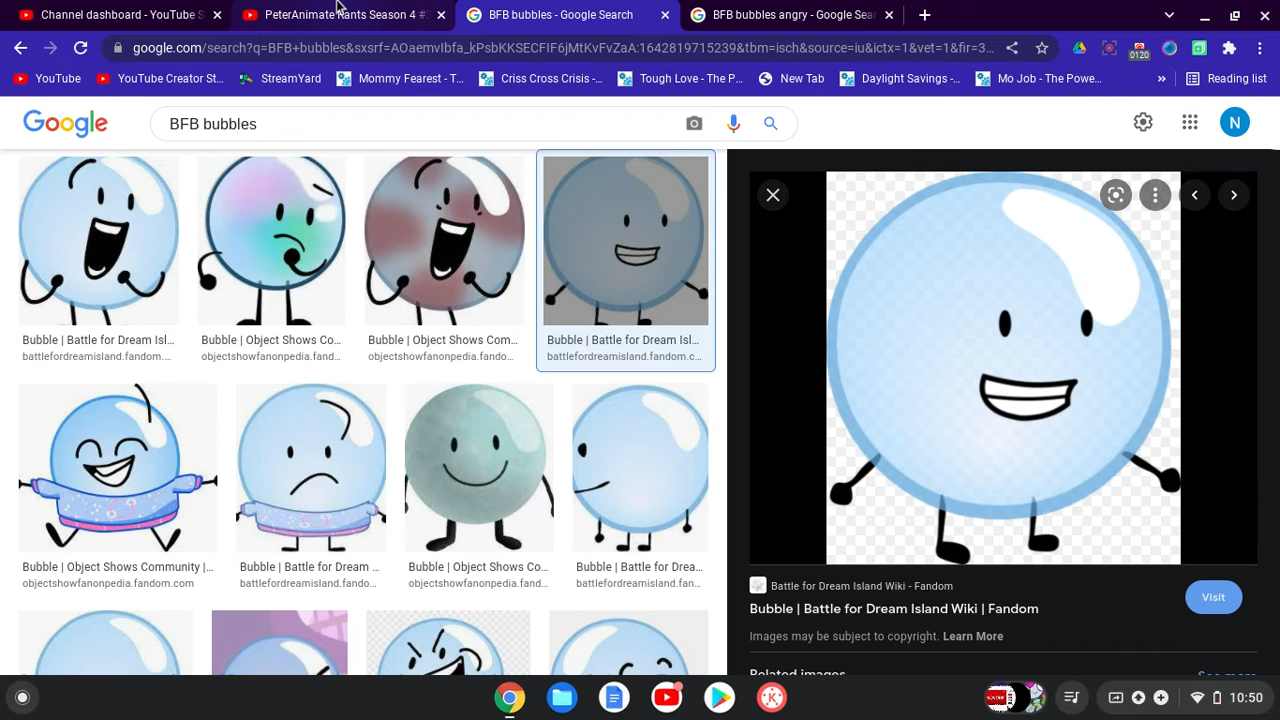 Channel dashboard - YouTube S
PeterAnimate Rants Season 4 #
BFB bubbles - Google Search
BFB bubbles angry - Google Sea
google.com/search?q=BFB+bubbles&sxsrf=AOaemvIbfa_kPsbKKSECFIF6jMtKvFvZaA:1642819715239&tbm=isch&source=iu&ictx=1&vet=1&fir=3...
0120
YouTube
YouTube Creator St...
StreamYard
Mommy Fearest - T...
Criss Cross Crisis -...
Tough Love - The P...
New Tab
Daylight Savings -...
Mo Job - The Powe...
»
Reading list
Google
BFB bubbles
N
Bubble | Battle for Dream Isl...
battlefordreamisland.fandom....
Bubble | Object Shows Co...
objectshowfanonpedia.fand...
Bubble | Object Shows Com...
objectshowfanonpedia.fando...
Bubble | Battle for Dream Isl...
battlefordreamisland.fandom.c...
Bubble | Object Shows Community |...
objectshowfanonpedia.fandom.com
Bubble | Battle for Dream ...
battlefordreamisland.fando...
Bubble | Object Shows Co...
objectshowfanonpedia.fando...
Bubble | Battle for Drea...
battlefordreamisland.fan...
Battle for Dream Island Wiki - Fandom
Bubble | Battle for Dream Island Wiki | Fandom
Visit
Images may be subject to copyright. Learn More
Related images
See more
10:50